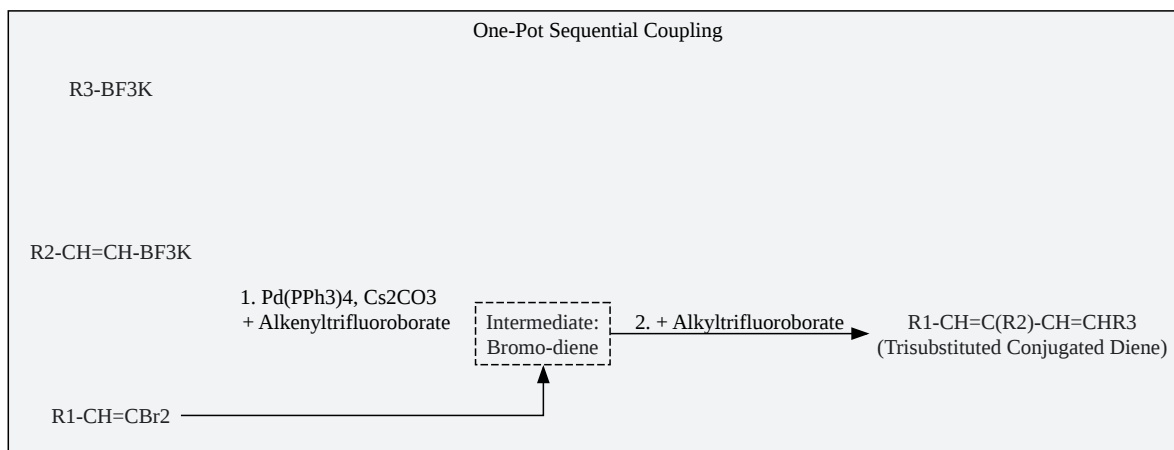 One-Pot Sequential Coupling
R3-BF3K
R2-CH=CH-BF3K
1. Pd(PPh3)4, Cs2CO3
+ Alkenyltrifluoroborate
Intermediate:
Bromo-diene
2. + Alkyltrifluoroborate
R1-CH=C(R2)-CH=CHR3
(Trisubstituted Conjugated Diene)
R1-CH=CBr2